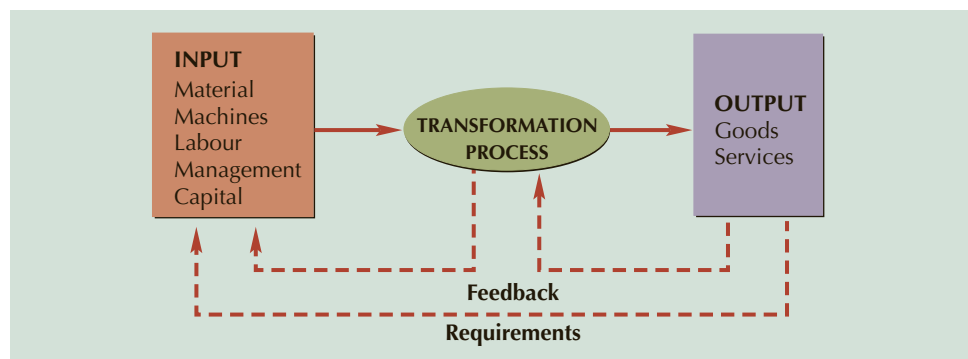 INPUT
Material
Machines
Labour
Management
Capital
TRANSFORMATION
PROCESS
OUTPUT
Goods
Services
Feedback
Requirements